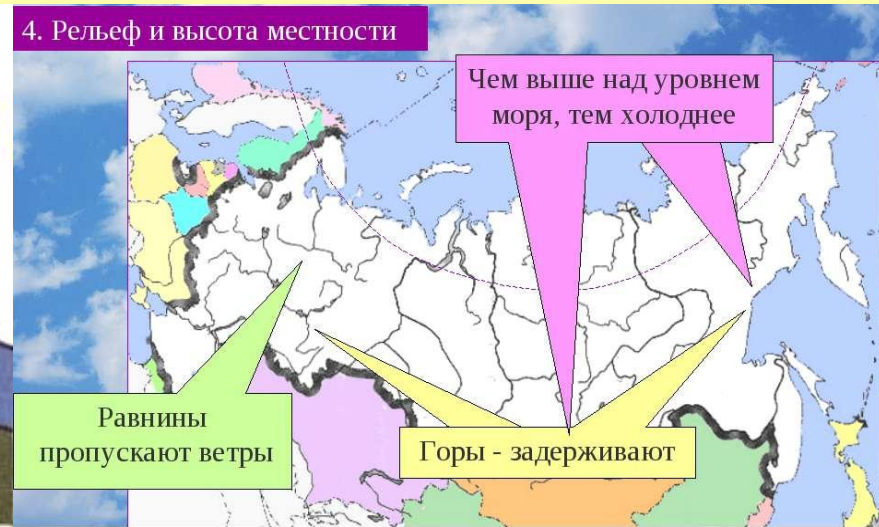 4. Рельеф и высота местности
Чем выше над уровнем
моря, тем холоднее
Равнины
пропускают ветры
Горы - задерживают